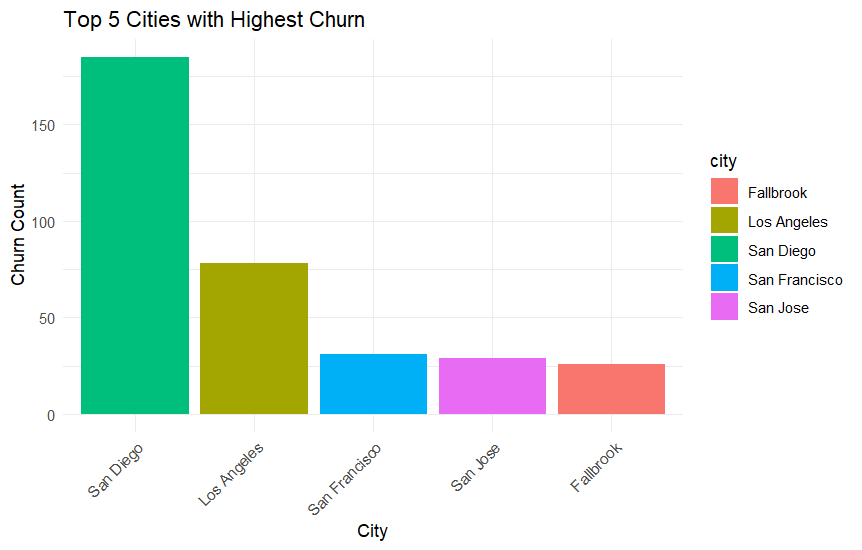 Top 5 Cities with Highest Churn
Churn Count
150
100
50
0
San Diego
Los Angeles
San Francisco
San Jose
Fallbrook
City
city
Fallbrook
Los Angeles
San Diego
San Francisco
San Jose